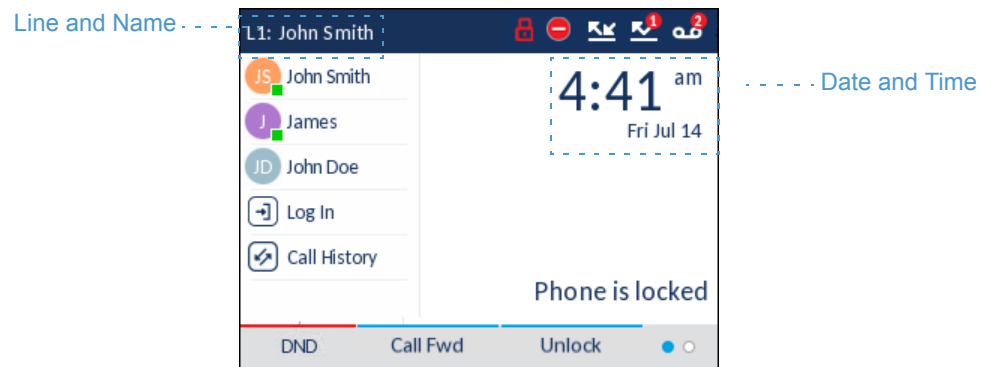 Line and Name
L1: John Smith
1
2
JS John Smith
J James
JD John Doe
Log In
Call History
4:41 am
Fri Jul 14
Date and Time
Phone is locked
DND Call Fwd Unlock